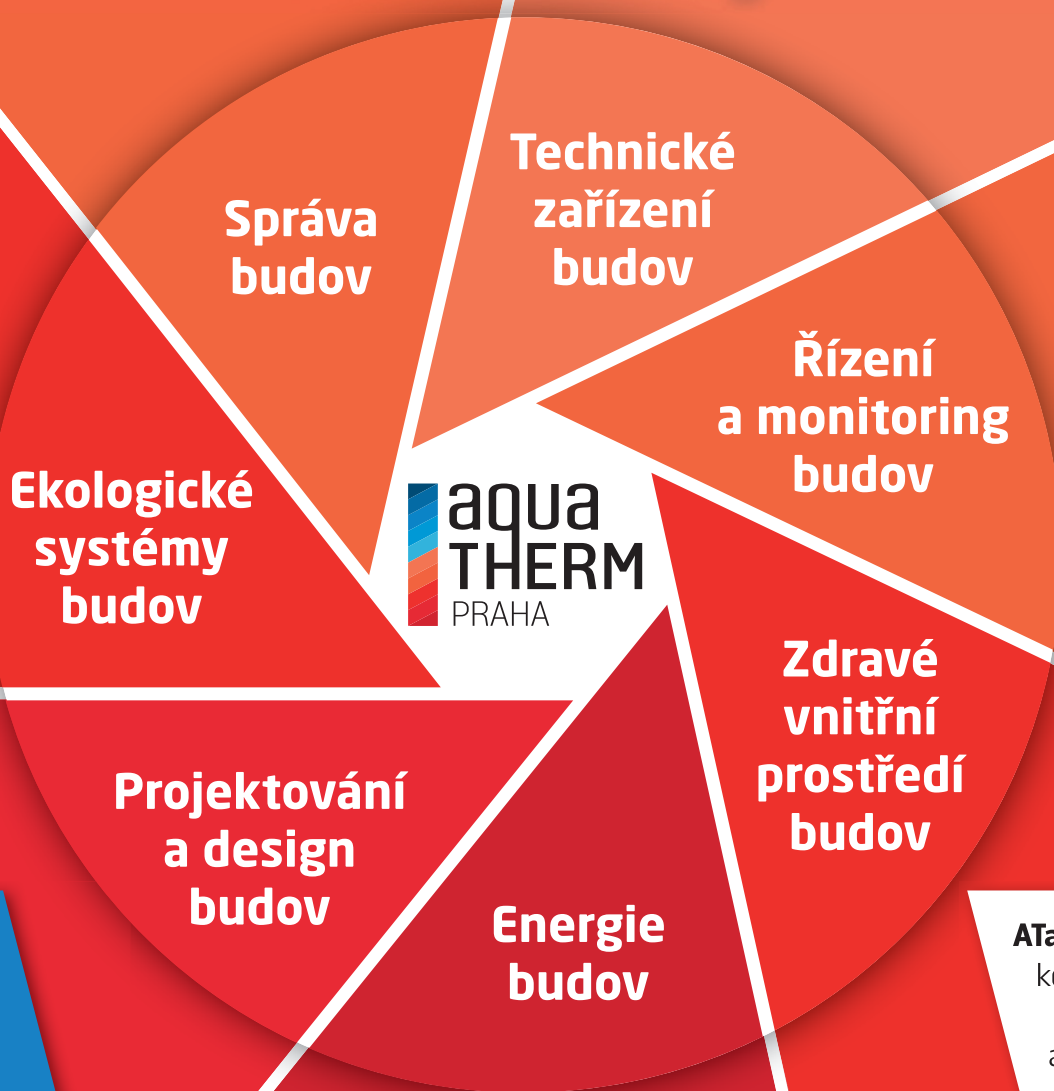 Technické
zařízení
budov
Správa
budov
Řízení
a monitoring
budov
Ekologické
systémy
budov
aqua
THERM
PRAHA
Zdravé
vnitřní
prostředí
budov
Projektování
a design
budov
Energie
budov